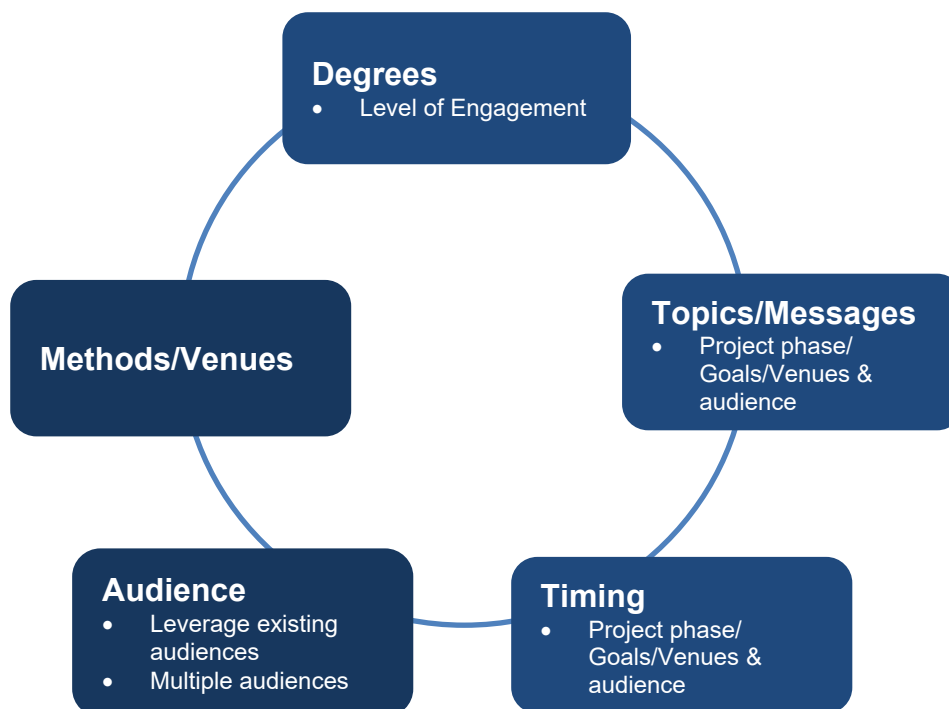 Degrees
• Level of Engagement
Topics/Messages
• Project phase/
Goals/Venues &
audience
Timing
• Project phase/
Goals/Venues &
audience
Audience
• Leverage existing
audiences
• Multiple audiences
Methods/Venues